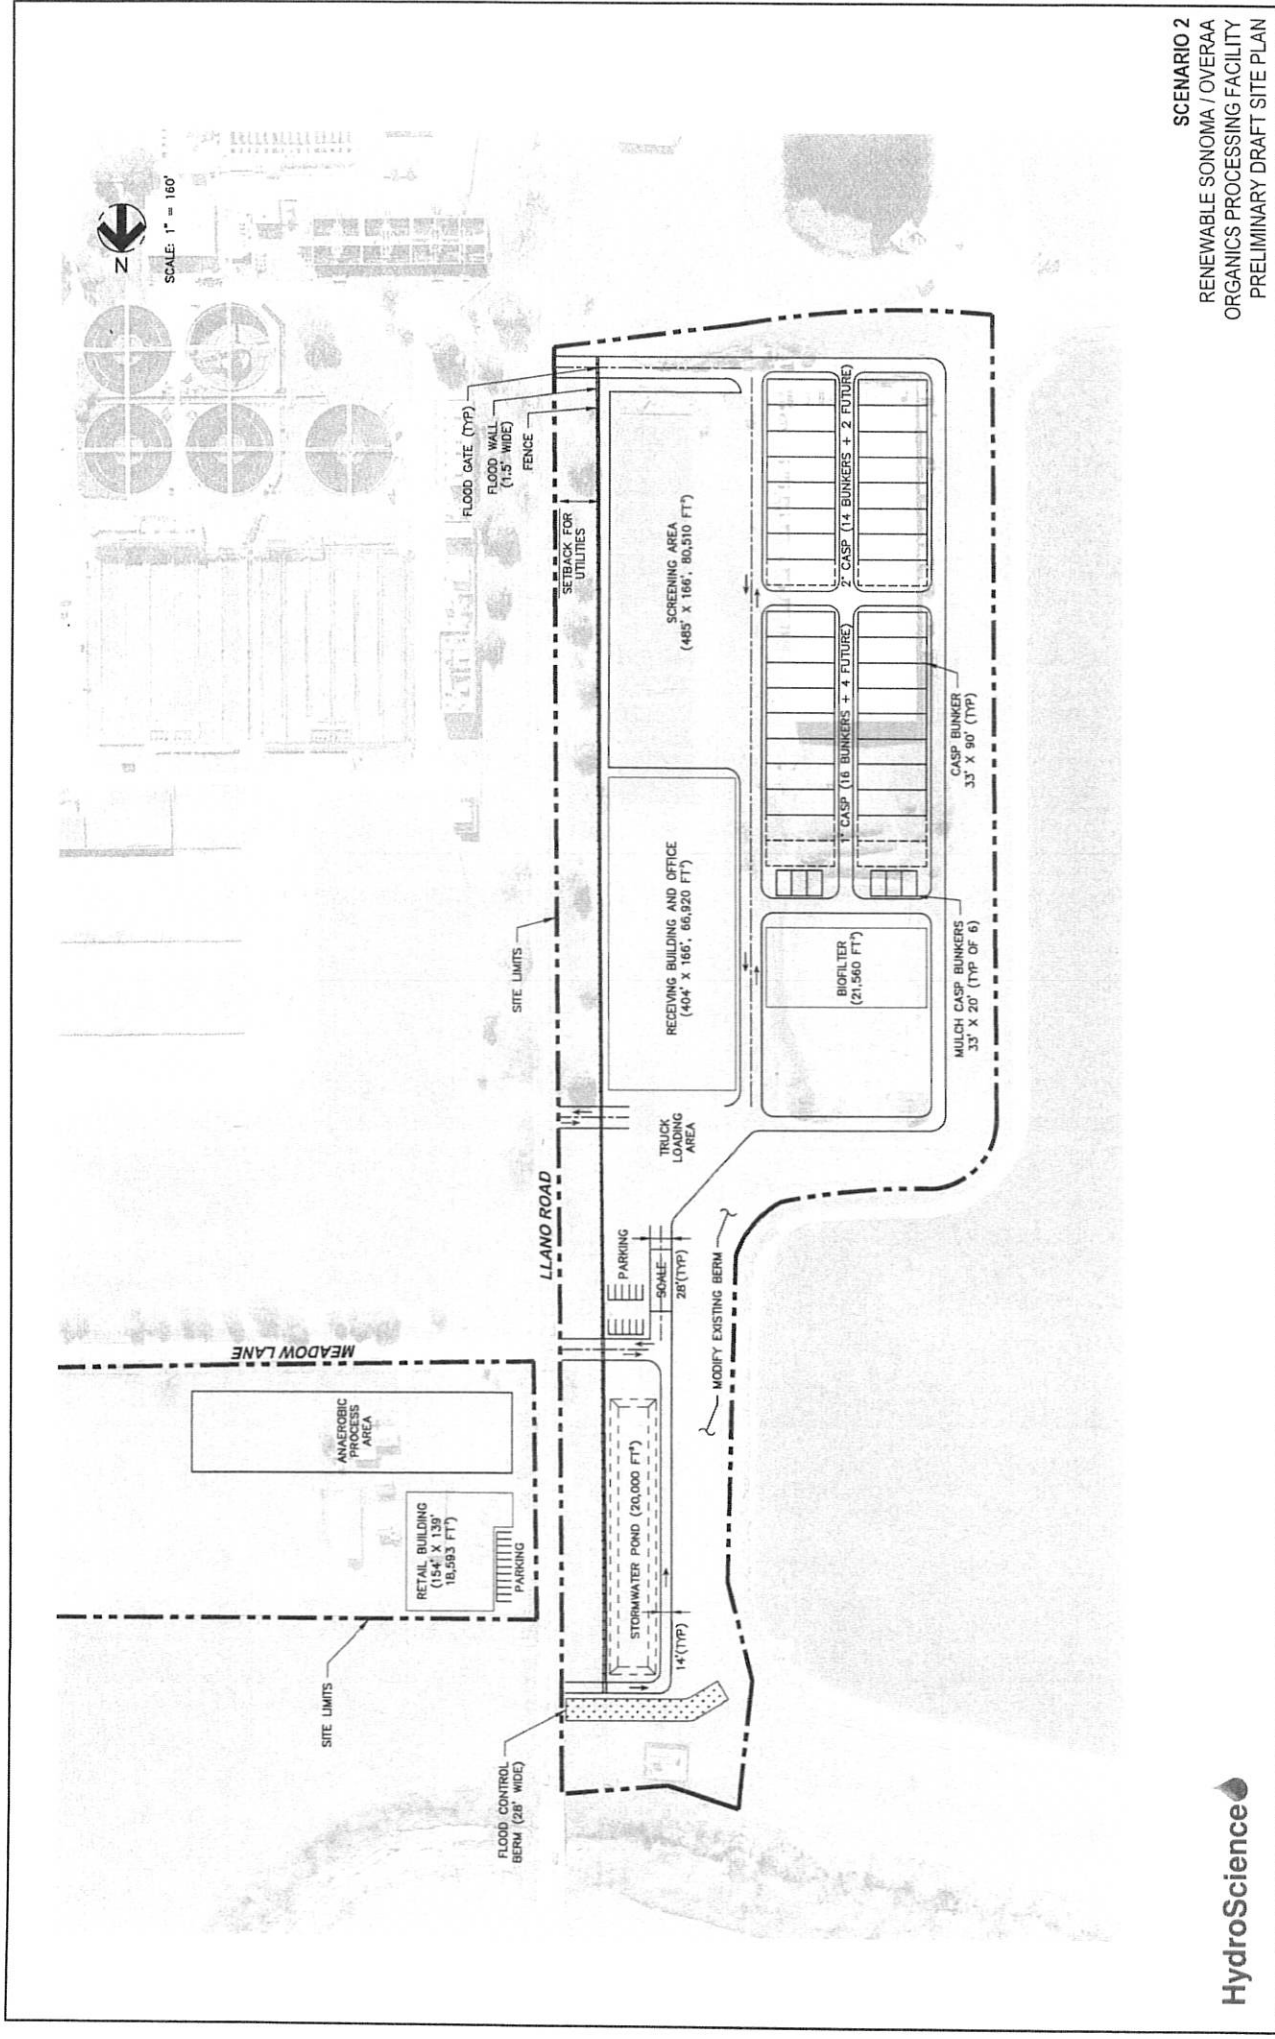 N
SCALE: 1" = 160'
FLOOD GATE (TYP)
FLOOD WALL
(1.5' WIDE)
FENCE
SETBACK FOR
UTILITIES
SITE LIMITS
LLANO ROAD
MEADOW LANE
ANAEROBIC
PROCESS
AREA
RETAIL BUILDING
(154' X 139'
18,593 FT²)
PARKING
SITE LIMITS
FLOOD CONTROL
BERM (28' WIDE)
STORMWATER POND (20,000 FT²)
14'(TYP)
PARKING
SCALE
28'(TYP)
MODIFY EXISTING BERM
TRUCK
LOADING
AREA
RECEIVING BUILDING AND OFFICE
(404' X 166', 66,920 FT²)
SCREENING AREA
(485' X 166', 80,510 FT²)
BIOFILTER
(21,560 FT²)
1° CASP (16 BUNKERS + 4 FUTURE)
2° CASP (14 BUNKERS + 2 FUTURE)
MULCH CASP BUNKERS
33' X 20' (TYP OF 6)
CASP BUNKER
33' X 90' (TYP)
HydroScience
SCENARIO 2
RENEWABLE SONOMA / OVERAA
ORGANICS PROCESSING FACILITY
PRELIMINARY DRAFT SITE PLAN